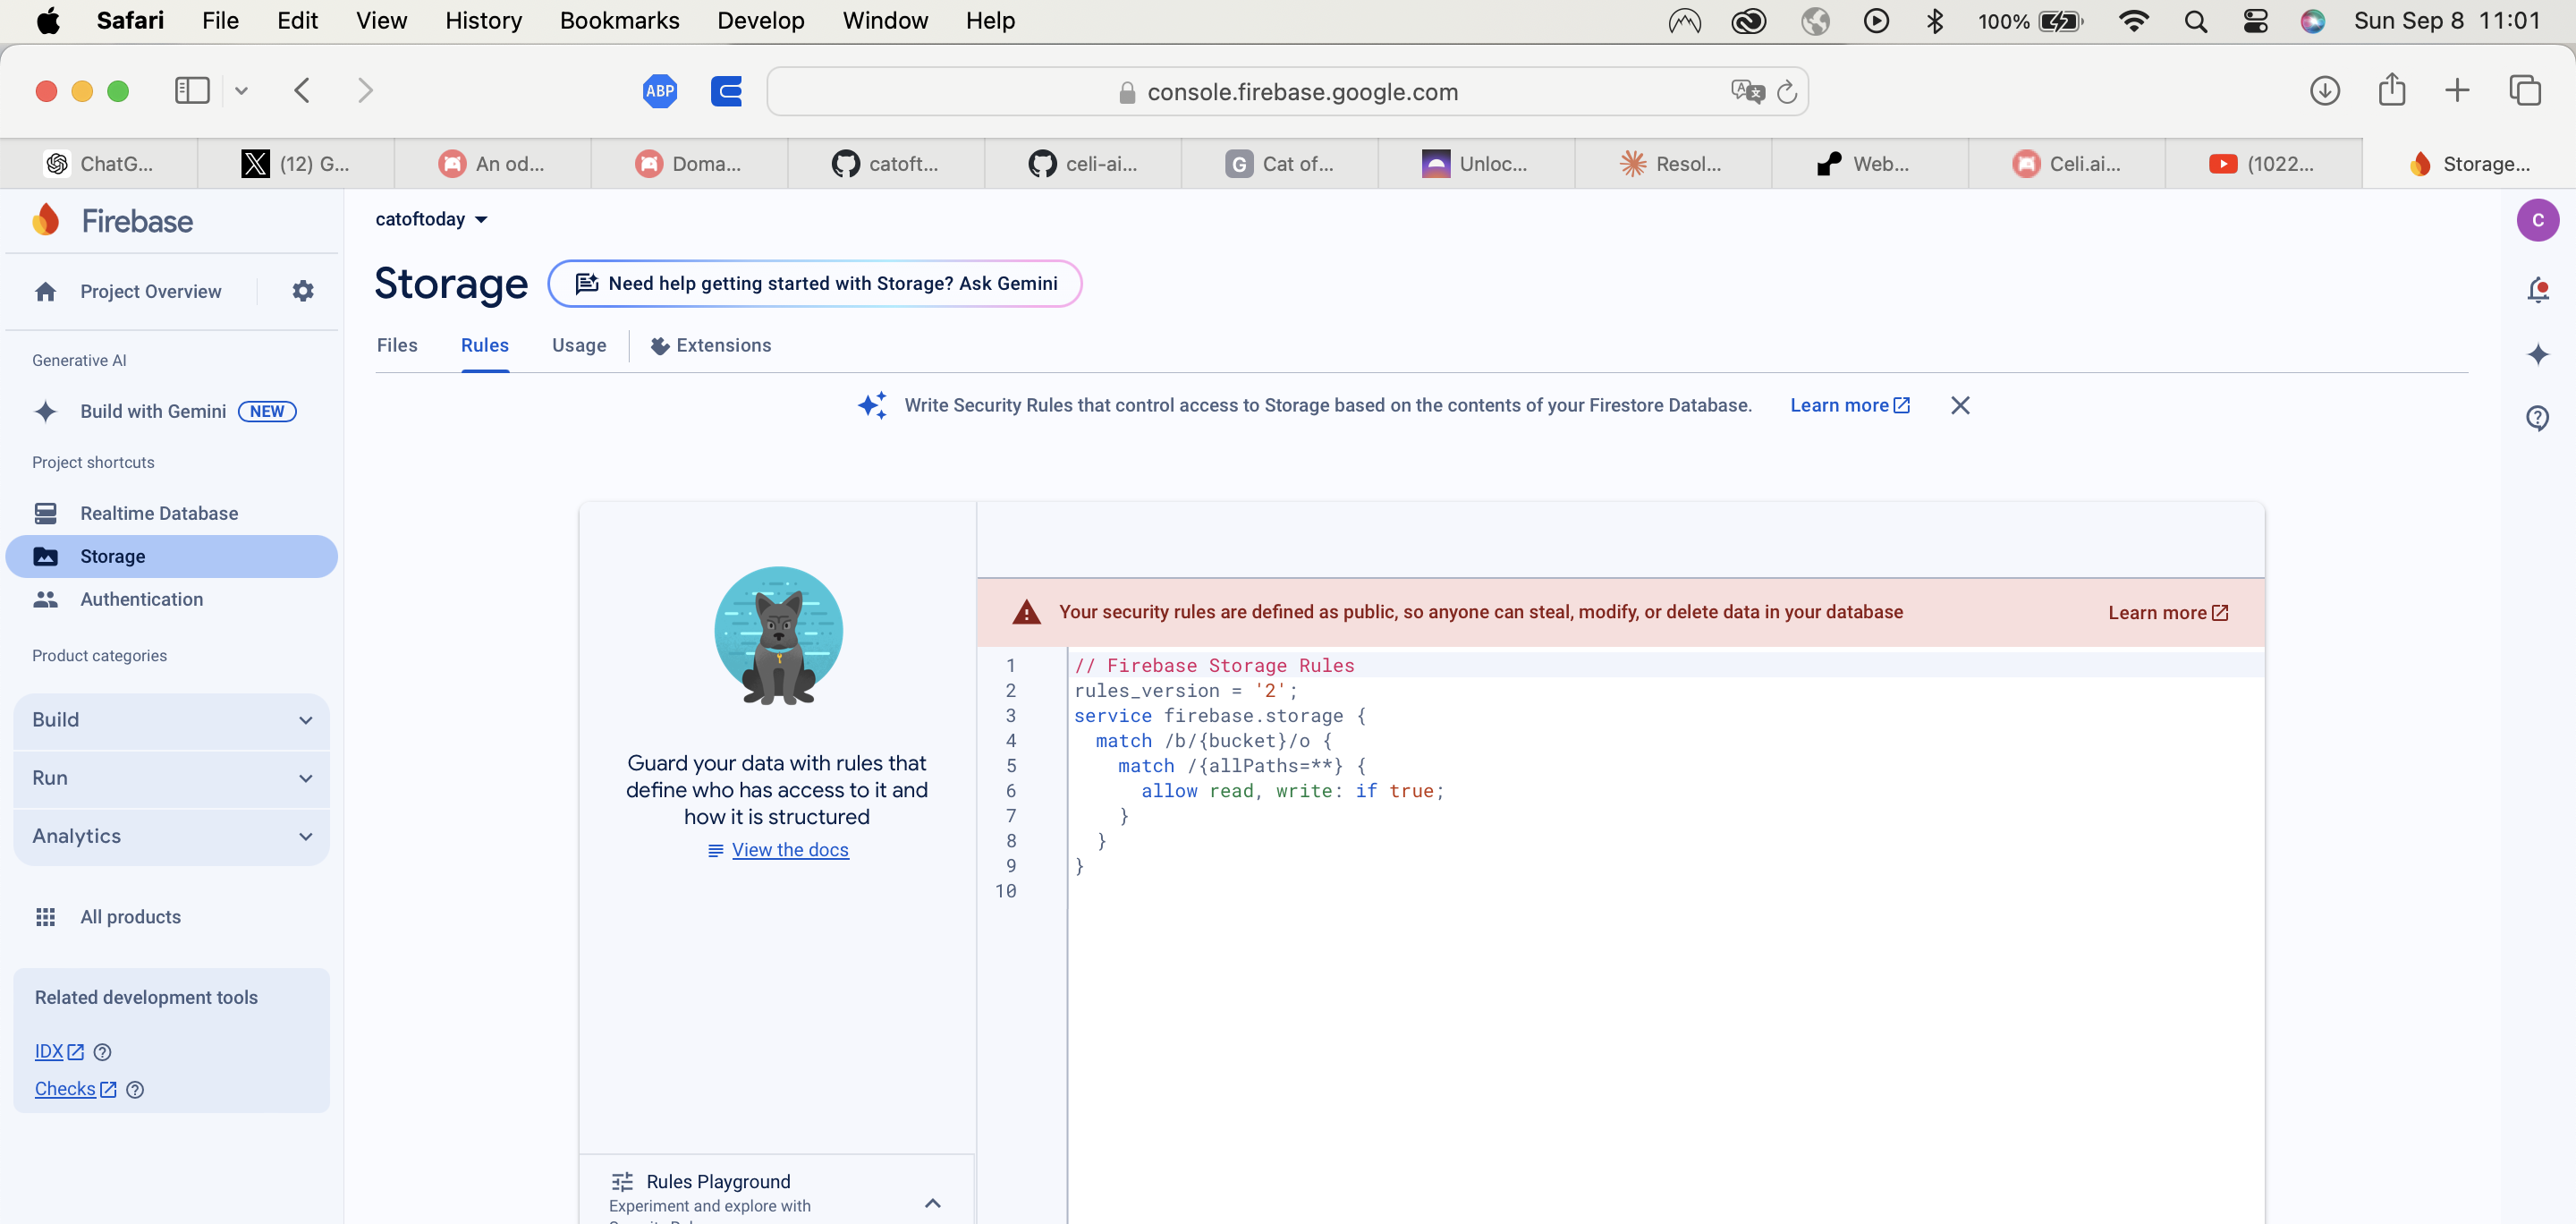 Safari File Edit View History Bookmarks Develop Window Help 100% Sun Sep 8 11:01
ABP console.firebase.google.com
ChatG... (12) G... An od... Doma... catoft... celi-ai... G Cat of... Unloc... Resol... Web... Celi.ai... (1022... Storage...
Firebase
Project Overview
Generative AI
Build with Gemini NEW
Project shortcuts
Realtime Database
Storage
Authentication
Product categories
Build
Run
Analytics
All products
Related development tools
IDX
Checks
catoftoday
C
Storage
Need help getting started with Storage? Ask Gemini
Files Rules Usage Extensions
Write Security Rules that control access to Storage based on the contents of your Firestore Database. Learn more
Guard your data with rules that
define who has access to it and
how it is structured
View the docs
Rules Playground
Experiment and explore with
Your security rules are defined as public, so anyone can steal, modify, or delete data in your database Learn more
1 // Firebase Storage Rules
2 rules_version = '2';
3 service firebase.storage {
4 match /b/{bucket}/o {
5 match /{allPaths=**} {
6 allow read, write: if true;
7 }
8 }
9 }
10